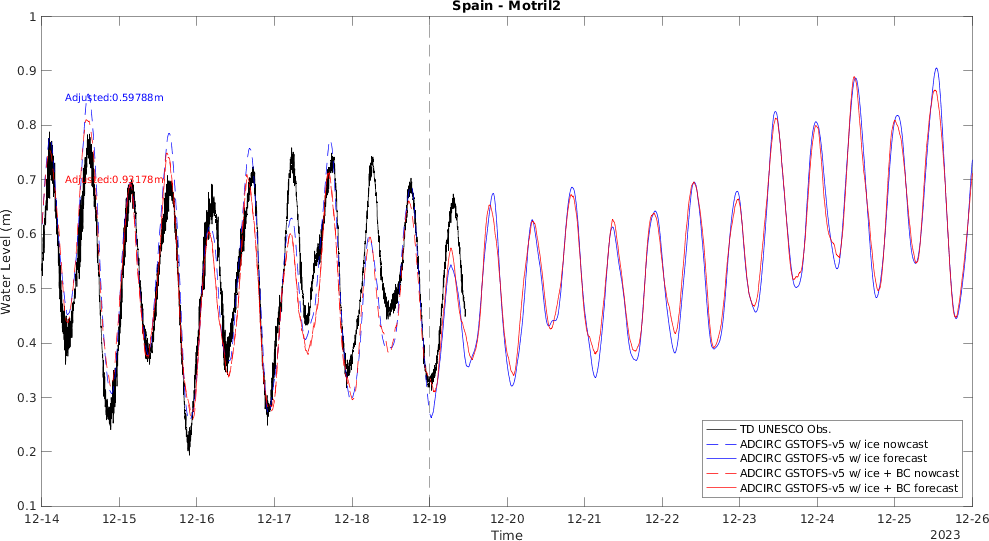 Spain - Motril2
1
0.9
0.8
0.7
0.6
0.5
0.4
0.3
0.2
0.1
Water Level (m)
Adjusted:0.59788m
Adjusted:0.93178m
TD UNESCO Obs.
ADCIRC GSTOFS-v5 w/ ice nowcast
ADCIRC GSTOFS-v5 w/ ice forecast
ADCIRC GSTOFS-v5 w/ ice + BC nowcast
ADCIRC GSTOFS-v5 w/ ice + BC forecast
12-14 12-15 12-16 12-17 12-18 12-19 12-20 12-21 12-22 12-23 12-24 12-25 12-26
Time
2023